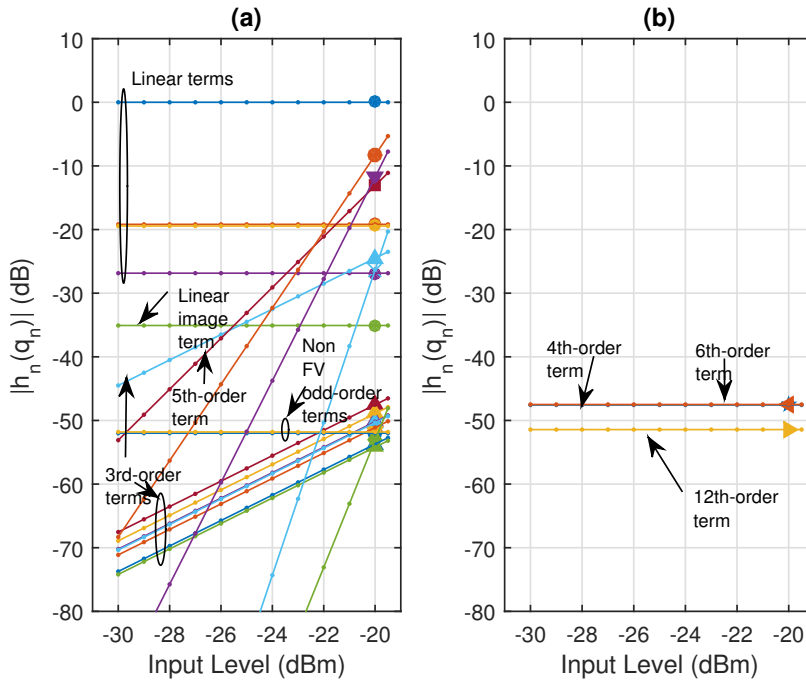 (a)
10
0
-10
-20
-30
-40
-50
-60
-70
-80
-30
-28
-26
-24
-22
-20
|h_n(q_n)| (dB)
Input Level (dBm)
Linear terms
Linear
image
term
5th-order
term
Non
FV
odd-order
terms
3rd-order
terms
(b)
10
0
-10
-20
-30
-40
-50
-60
-70
-80
-30
-28
-26
-24
-22
-20
|h_n(q_n)| (dB)
Input Level (dBm)
4th-order
term
6th-order
term
12th-order
term